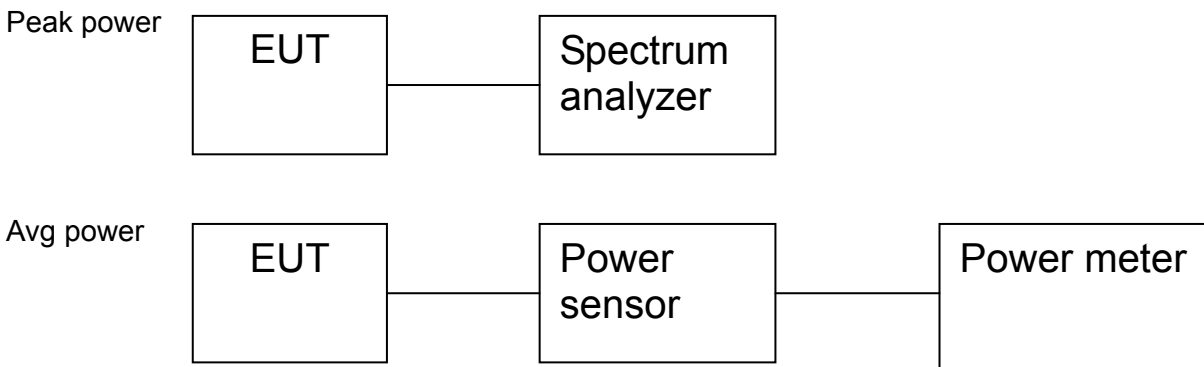 Peak power
EUT
Spectrum
analyzer
Avg power
EUT
Power
sensor
Power meter